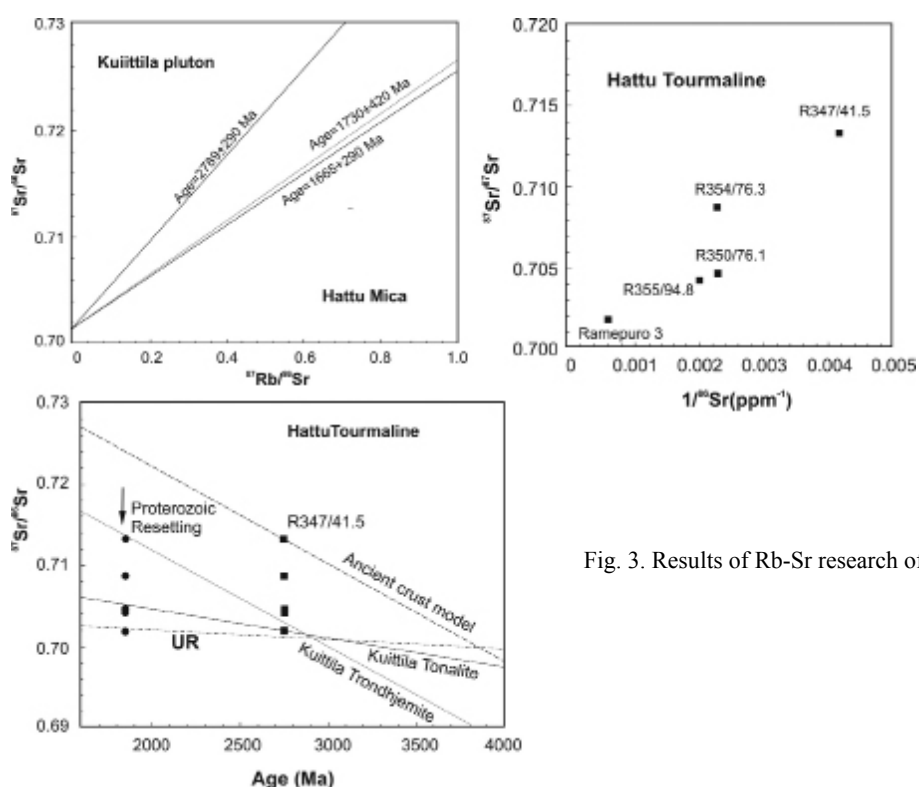 0.73
Kuiittila pluton
Age=2789±290 Ma
Age=1730±420 Ma
Age=1665±290 Ma
0.72
0.71
0.70
⁸⁷Sr/⁸⁶Sr
Hattu Mica
0 0.2 0.4 0.6 0.8 1.0
⁸⁷Rb/⁸⁶Sr
0.720
Hattu Tourmaline
R347/41.5
0.715
0.710
R354/76.3
R350/76.1
0.705
R355/94.8
Ramepuro 3
0.700
0 0.001 0.002 0.003 0.004 0.005
1/⁸⁶Sr(ppm⁻¹)
0.73
HattuTourmaline
0.72
Proterozoic
Resetting
R347/41.5
0.71
Ancient crust model
0.70
UR
Kuittila Tonalite
Kuittila Trondhjemite
0.69
2000 2500 3000 3500 4000
Age (Ma)
Fig. 3. Results of Rb-Sr research of